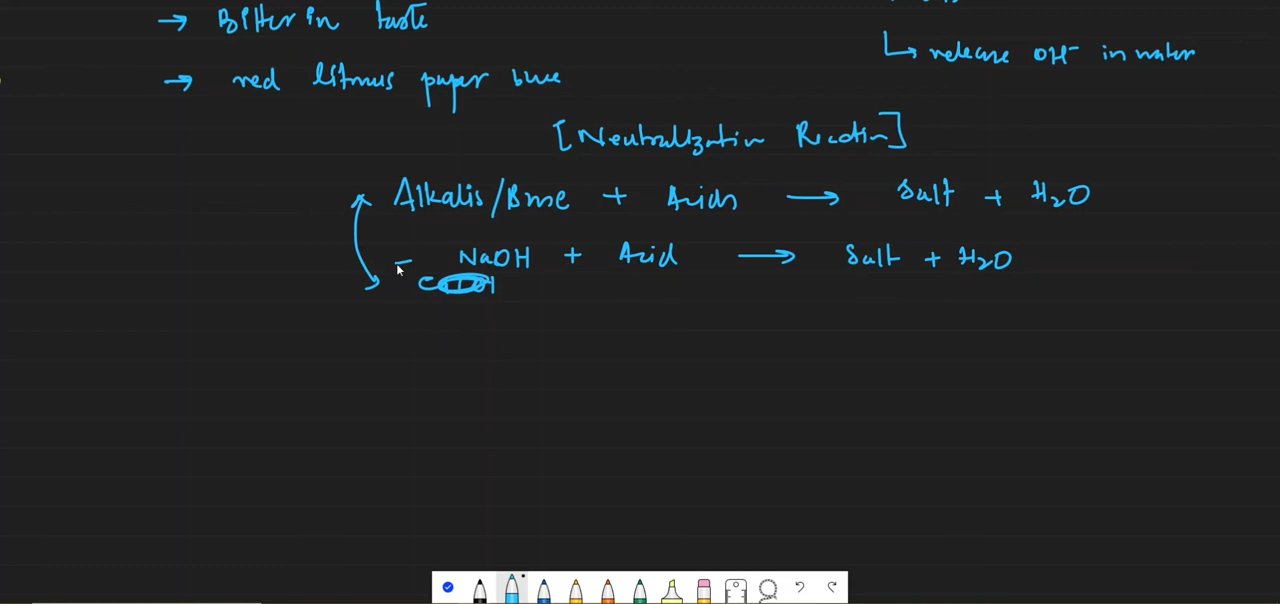 → Bitter in taste
↳ release OH⁻ in water
→ red litmus paper blue
[Neutralization Reaction]
Alkalis/Base + Acids → Salt + H₂O
NaOH + Acid → Salt + H₂O